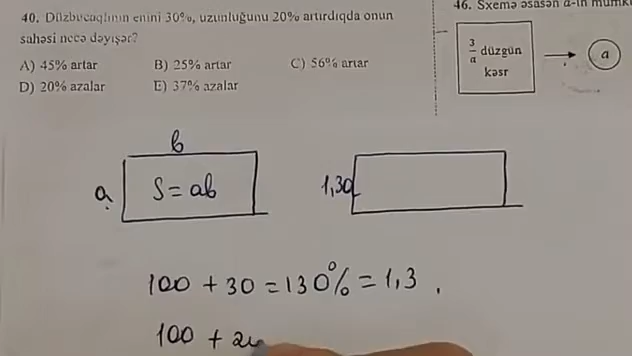 40. Düzbucaqlının enini 30%, uzunluğunu 20% artırdıqda onun
sahəsi necə dəyişər?
A) 45% artar
B) 25% artar
C) 56% artar
D) 20% azalar
E) 37% azalar
46. Sxemə əsasən a-ın
3/a düzgün
kəsr
a
b
a
S = ab
1,3a
100 + 30 = 130% = 1,3 .
100 + 2